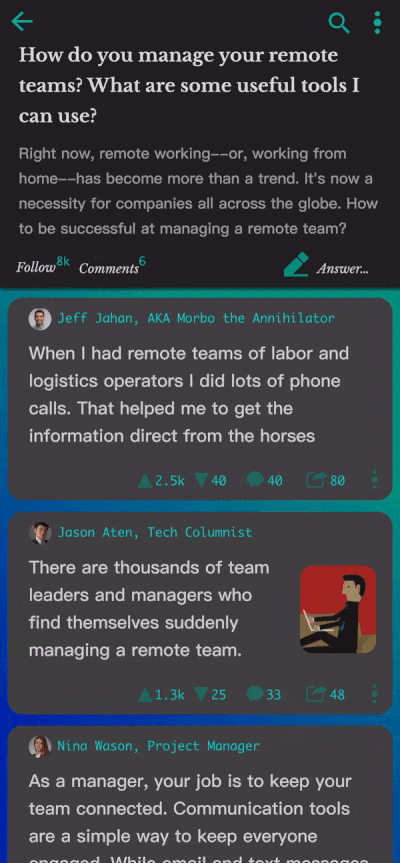 How do you manage your remote
teams? What are some useful tools I
can use?
Right now, remote working––or, working from
home––has become more than a trend. It's now a
necessity for companies all across the globe. How
to be successful at managing a remote team?
Follow 8k Comments 6 Answer...
Jeff Jahan, AKA Morbo the Annihilator
When I had remote teams of labor and
logistics operators I did lots of phone
calls. That helped me to get the
information direct from the horses
2.5k 40 40 80
Jason Aten, Tech Columnist
There are thousands of team
leaders and managers who
find themselves suddenly
managing a remote team.
1.3k 25 33 48
Nina Wason, Project Manager
As a manager, your job is to keep your
team connected. Communication tools
are a simple way to keep everyone
engaged. While email and text messages